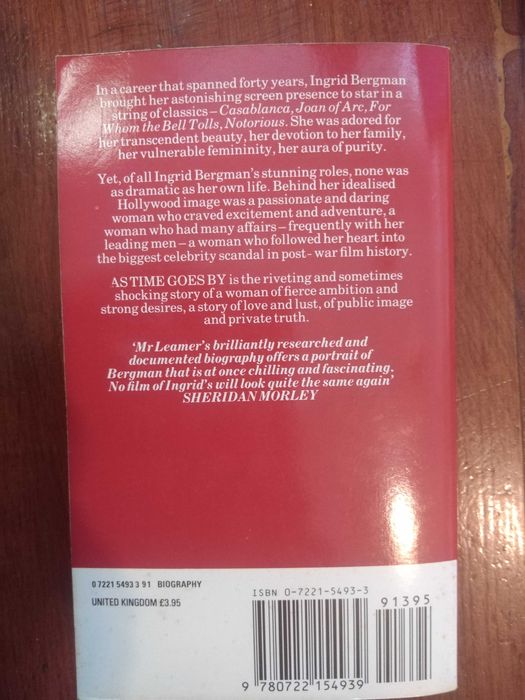 In a career that spanned forty years, Ingrid Bergman
brought her astonishing screen presence to star in a
string of classics – Casablanca, Joan of Arc, For
Whom the Bell Tolls, Notorious. She was adored for
her transcendent beauty, her devotion to her family,
her vulnerable femininity, her aura of purity.
Yet, of all Ingrid Bergman's stunning roles, none was
as dramatic as her own life. Behind her idealised
Hollywood image was a passionate and daring
woman who craved excitement and adventure, a
woman who had many affairs – frequently with her
leading men – a woman who followed her heart into
the biggest celebrity scandal in post - war film history.
AS TIME GOES BY is the riveting and sometimes
shocking story of a woman of fierce ambition and
strong desires, a story of love and lust, of public image
and private truth.
'Mr Leamer's brilliantly researched and
documented biography offers a portrait of
Bergman that is at once chilling and fascinating.
No film of Ingrid's will look quite the same again'
SHERIDAN MORLEY
0 7221 5493 3 91 BIOGRAPHY
UNITED KINGDOM £3.95
ISBN 0-7221-5493-3
91395
9 780722 154939